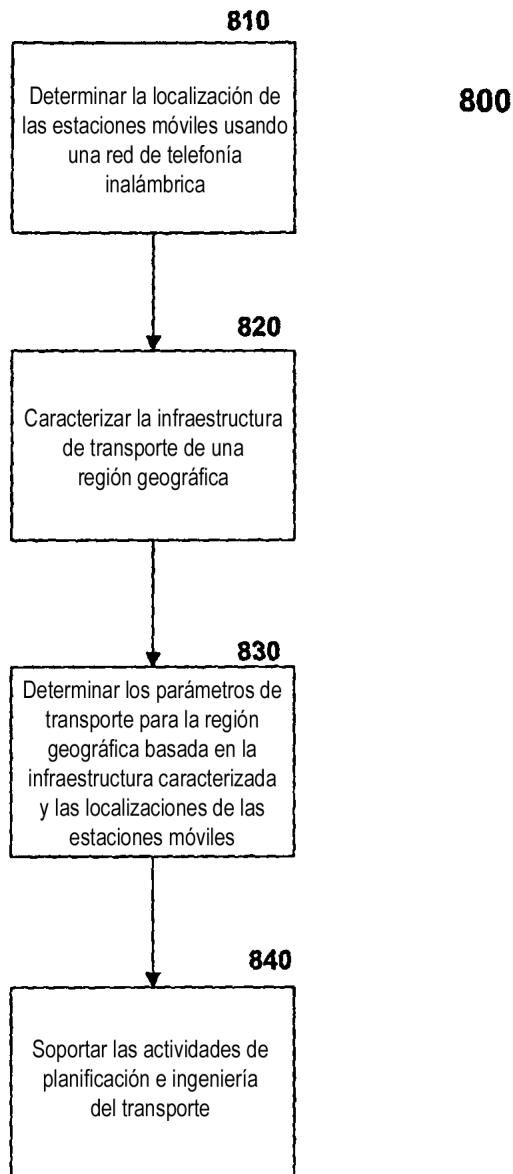 810
800
Determinar la localización de
las estaciones móviles usando
una red de telefonía
inalámbrica
820
Caracterizar la infraestructura
de transporte de una
región geográfica
830
Determinar los parámetros de
transporte para la región
geográfica basada en la
infraestructura caracterizada
y las localizaciones de las
estaciones móviles
840
Soportar las actividades de
planificación e ingeniería
del transporte